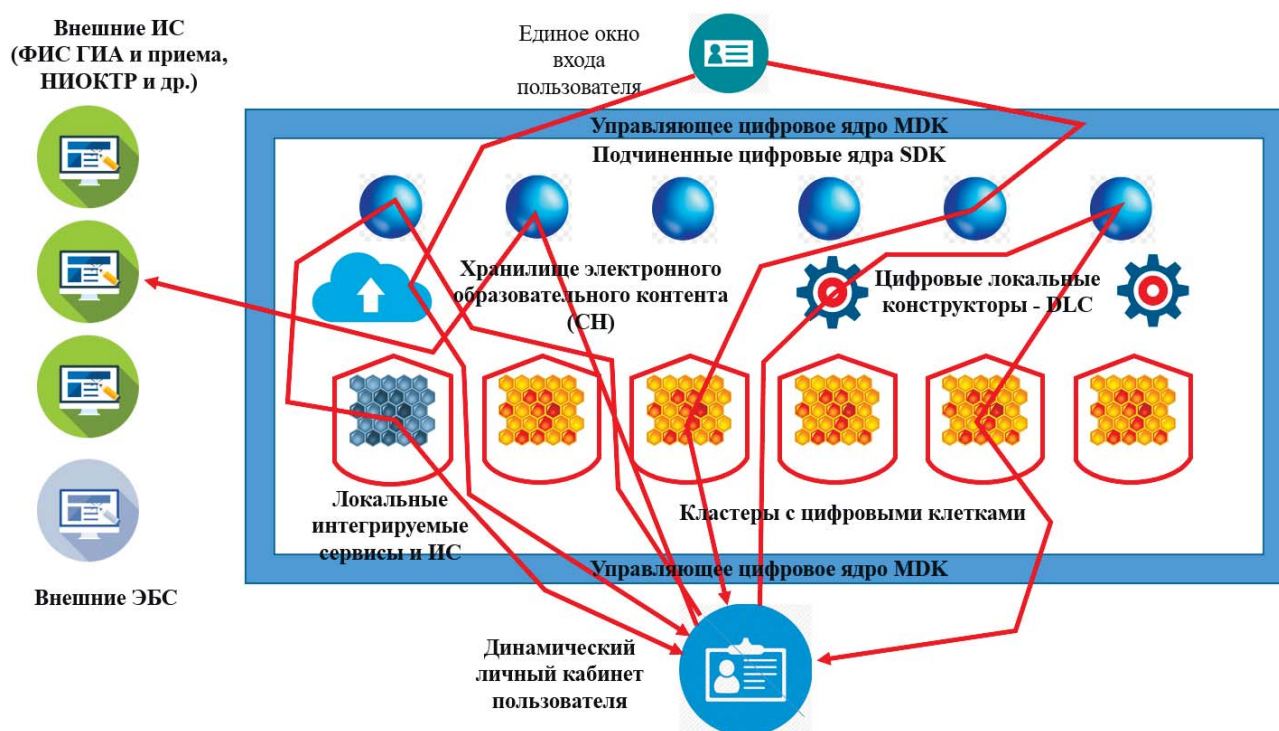 Внешние ИС
(ФИС ГИА и приема,
НИОКТР и др.)
Единое окно
входа
пользователя
Управляющее цифровое ядро MDK
Подчиненные цифровые ядра SDK
Хранилище электронного
образовательного контента
(СН)
Цифровые локальные
конструкторы - DLC
Локальные
интегрируемые
сервисы и ИС
Кластеры с цифровыми клетками
Управляющее цифровое ядро MDK
Внешние ЭБС
Динамический
личный кабинет
пользователя